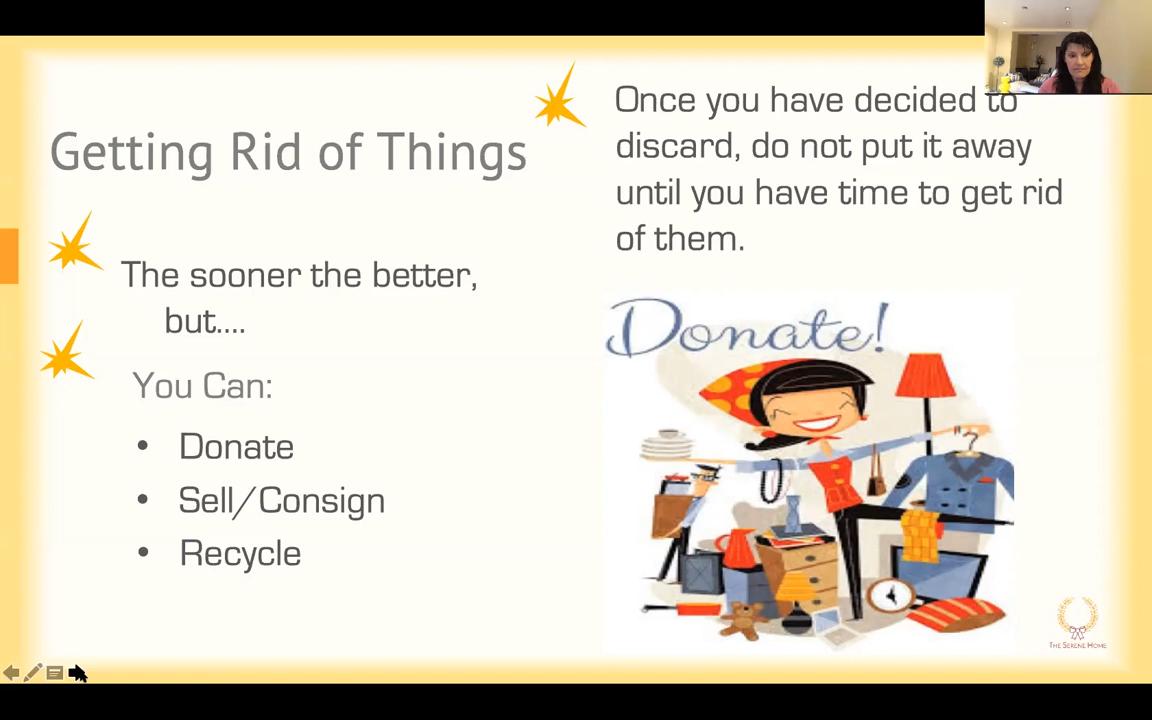 Getting Rid of Things
The sooner the better,
but....
You Can:
• Donate
• Sell/Consign
• Recycle
Once you have decided to
discard, do not put it away
until you have time to get rid
of them.
Donate!
THE SERENE HOME